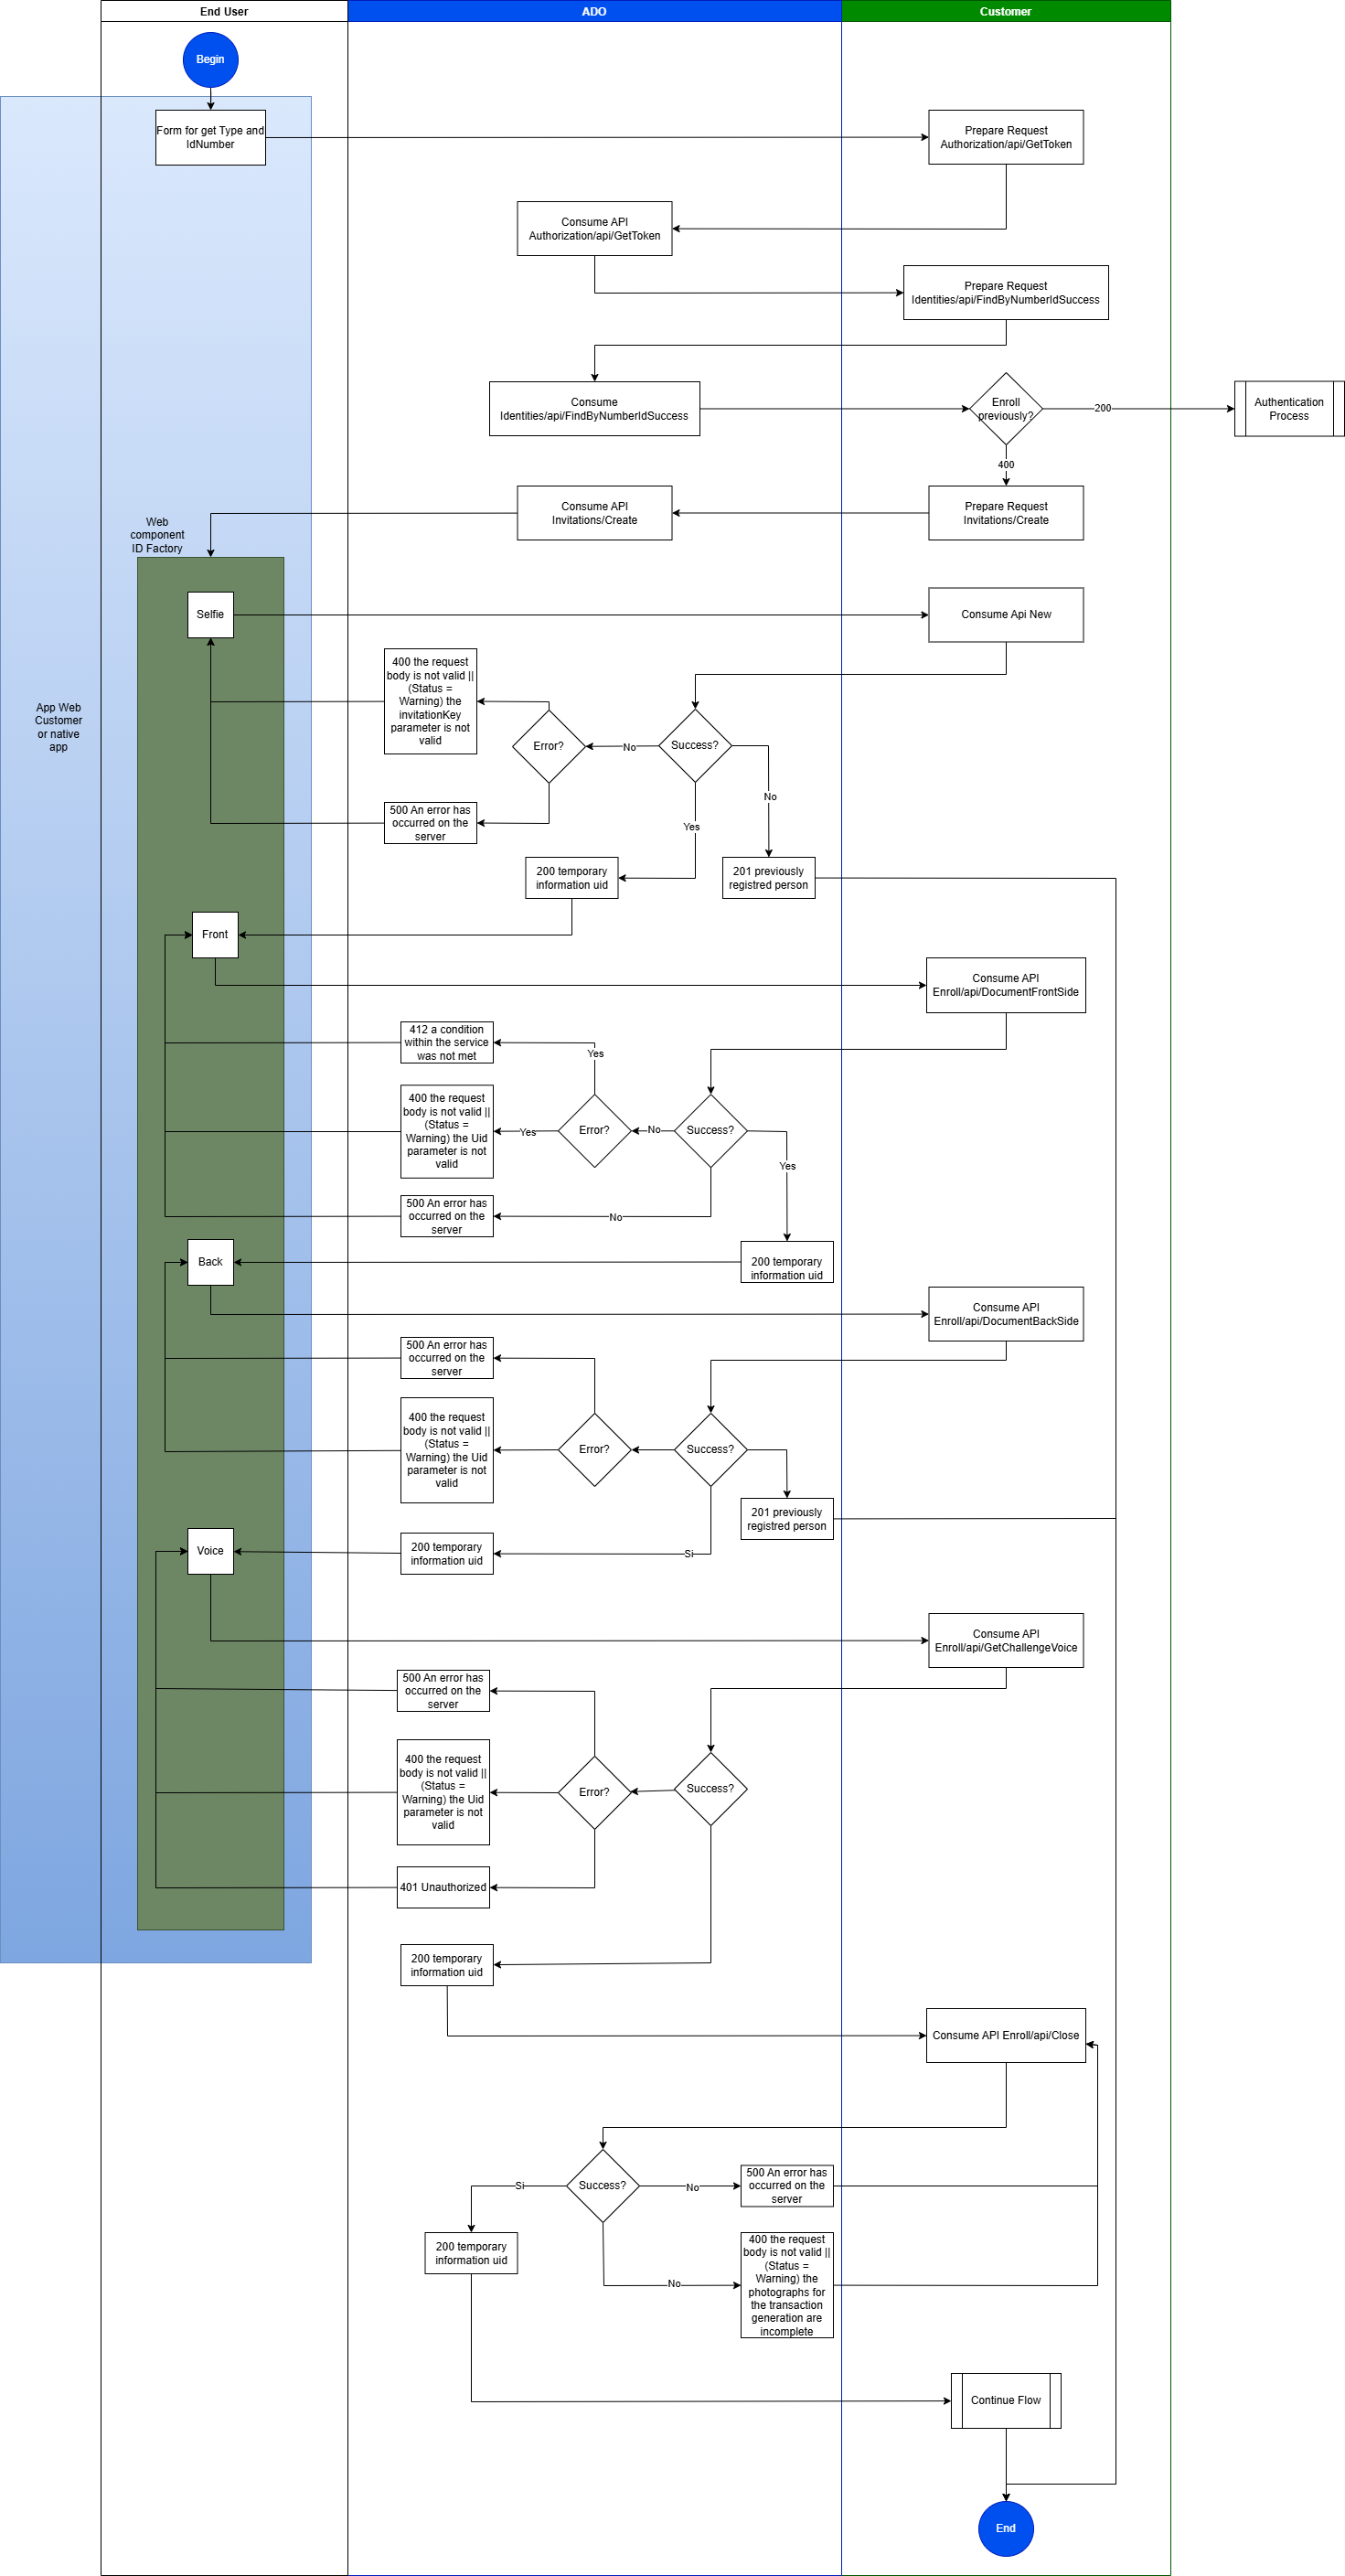 End User
ADO
Customer
Begin
Form for get Type and
IdNumber
Prepare Request
Authorization/api/GetToken
Consume API
Authorization/api/GetToken
Prepare Request
Identities/api/FindByNumberIdSuccess
Consume
Identities/api/FindByNumberIdSuccess
Enroll
previously?
200
Authentication
Process
400
Consume API
Invitations/Create
Prepare Request
Invitations/Create
Web
component
ID Factory
Selfie
Consume Api New
App Web
Customer
or native
app
400 the request
body is not valid ||
(Status =
Warning) the
invitationKey
parameter is not
valid
Error?
No
Success?
No
500 An error has
occurred on the
server
Yes
200 temporary
information uid
201 previously
registred person
Front
Consume API
Enroll/api/DocumentFrontSide
412 a condition
within the service
was not met
Yes
400 the request
body is not valid ||
(Status =
Warning) the Uid
parameter is not
valid
Yes
Error?
No
Success?
Yes
500 An error has
occurred on the
server
No
Back
200 temporary
information uid
Consume API
Enroll/api/DocumentBackSide
500 An error has
occurred on the
server
400 the request
body is not valid ||
(Status =
Warning) the Uid
parameter is not
valid
Error?
Success?
201 previously
registred person
Voice
200 temporary
information uid
Si
Consume API
Enroll/api/GetChallengeVoice
500 An error has
occurred on the
server
400 the request
body is not valid ||
(Status =
Warning) the Uid
parameter is not
valid
Error?
Success?
401 Unauthorized
200 temporary
information uid
Consume API Enroll/api/Close
Si
Success?
No
500 An error has
occurred on the
server
200 temporary
information uid
No
400 the request
body is not valid ||
(Status =
Warning) the
photographs for
the transaction
generation are
incomplete
Continue Flow
End